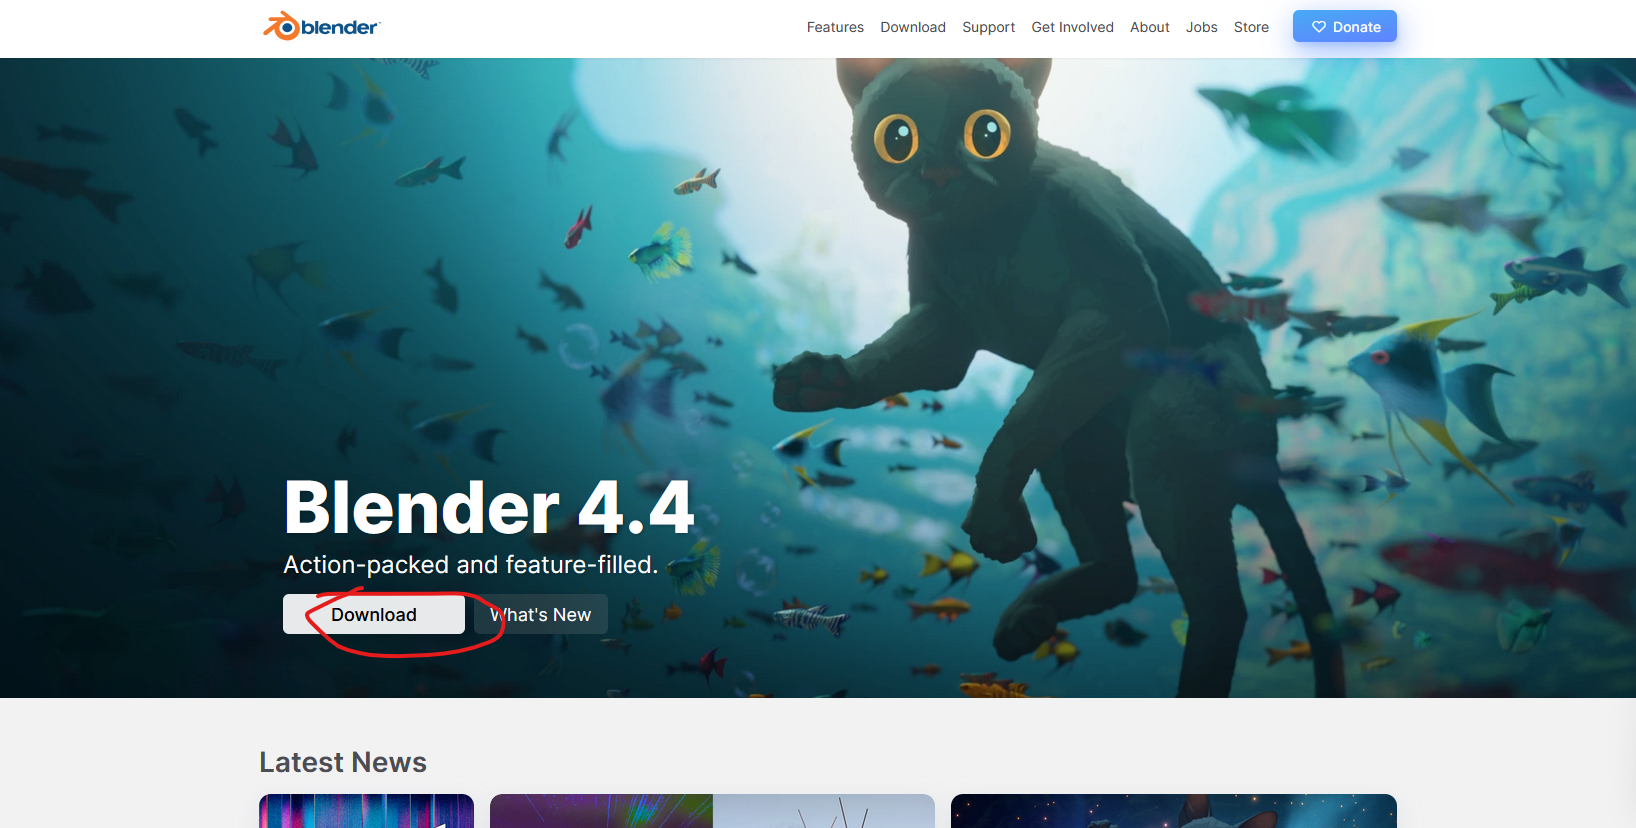 blender
Features Download Support Get Involved About Jobs Store Donate
Blender 4.4
Action-packed and feature-filled.
Download What's New
Latest News